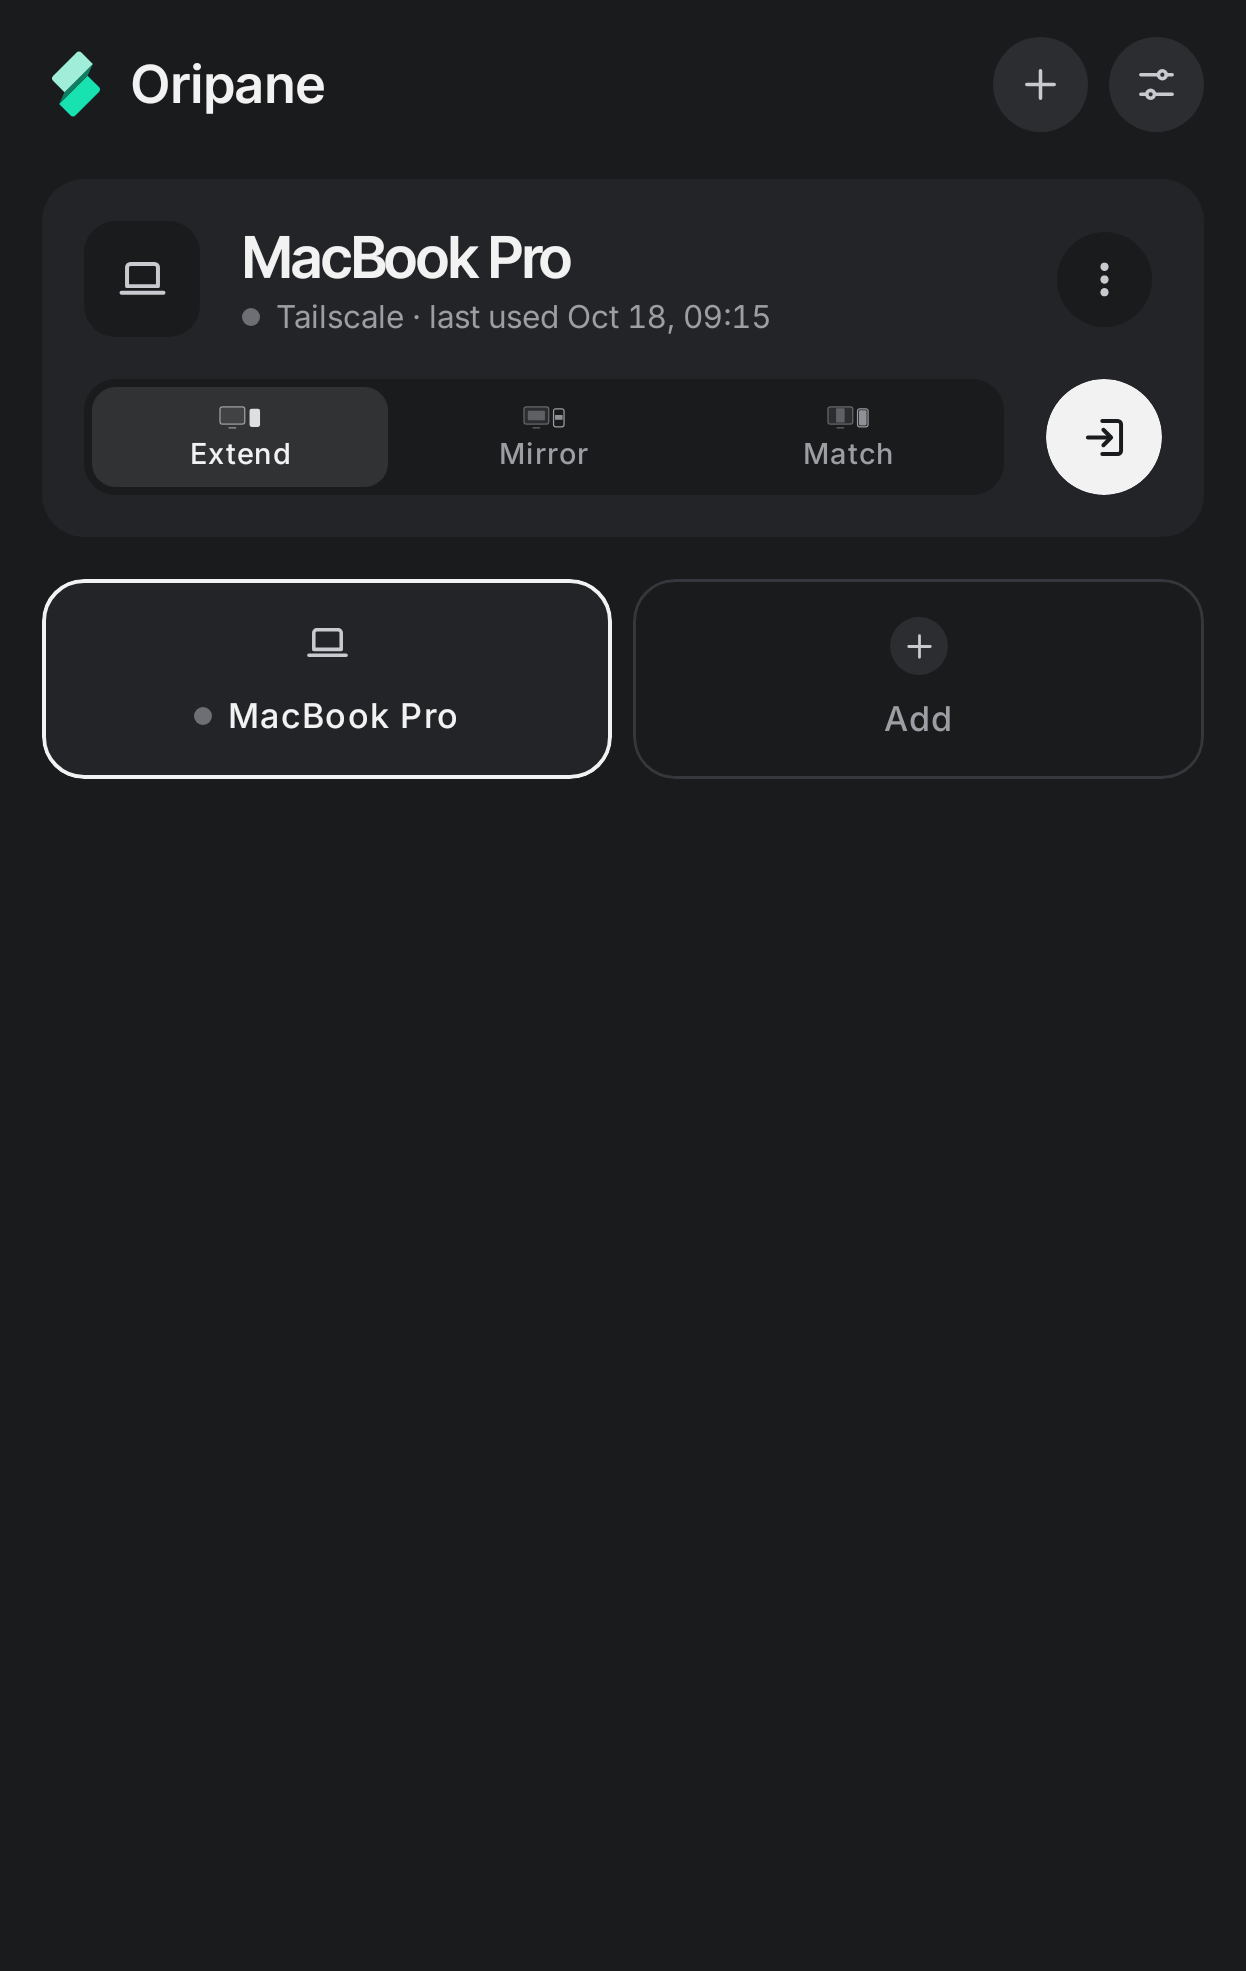 Oripane
MacBook Pro
Tailscale · last used Oct 18, 09:15
Extend
Mirror
Match
MacBook Pro
Add